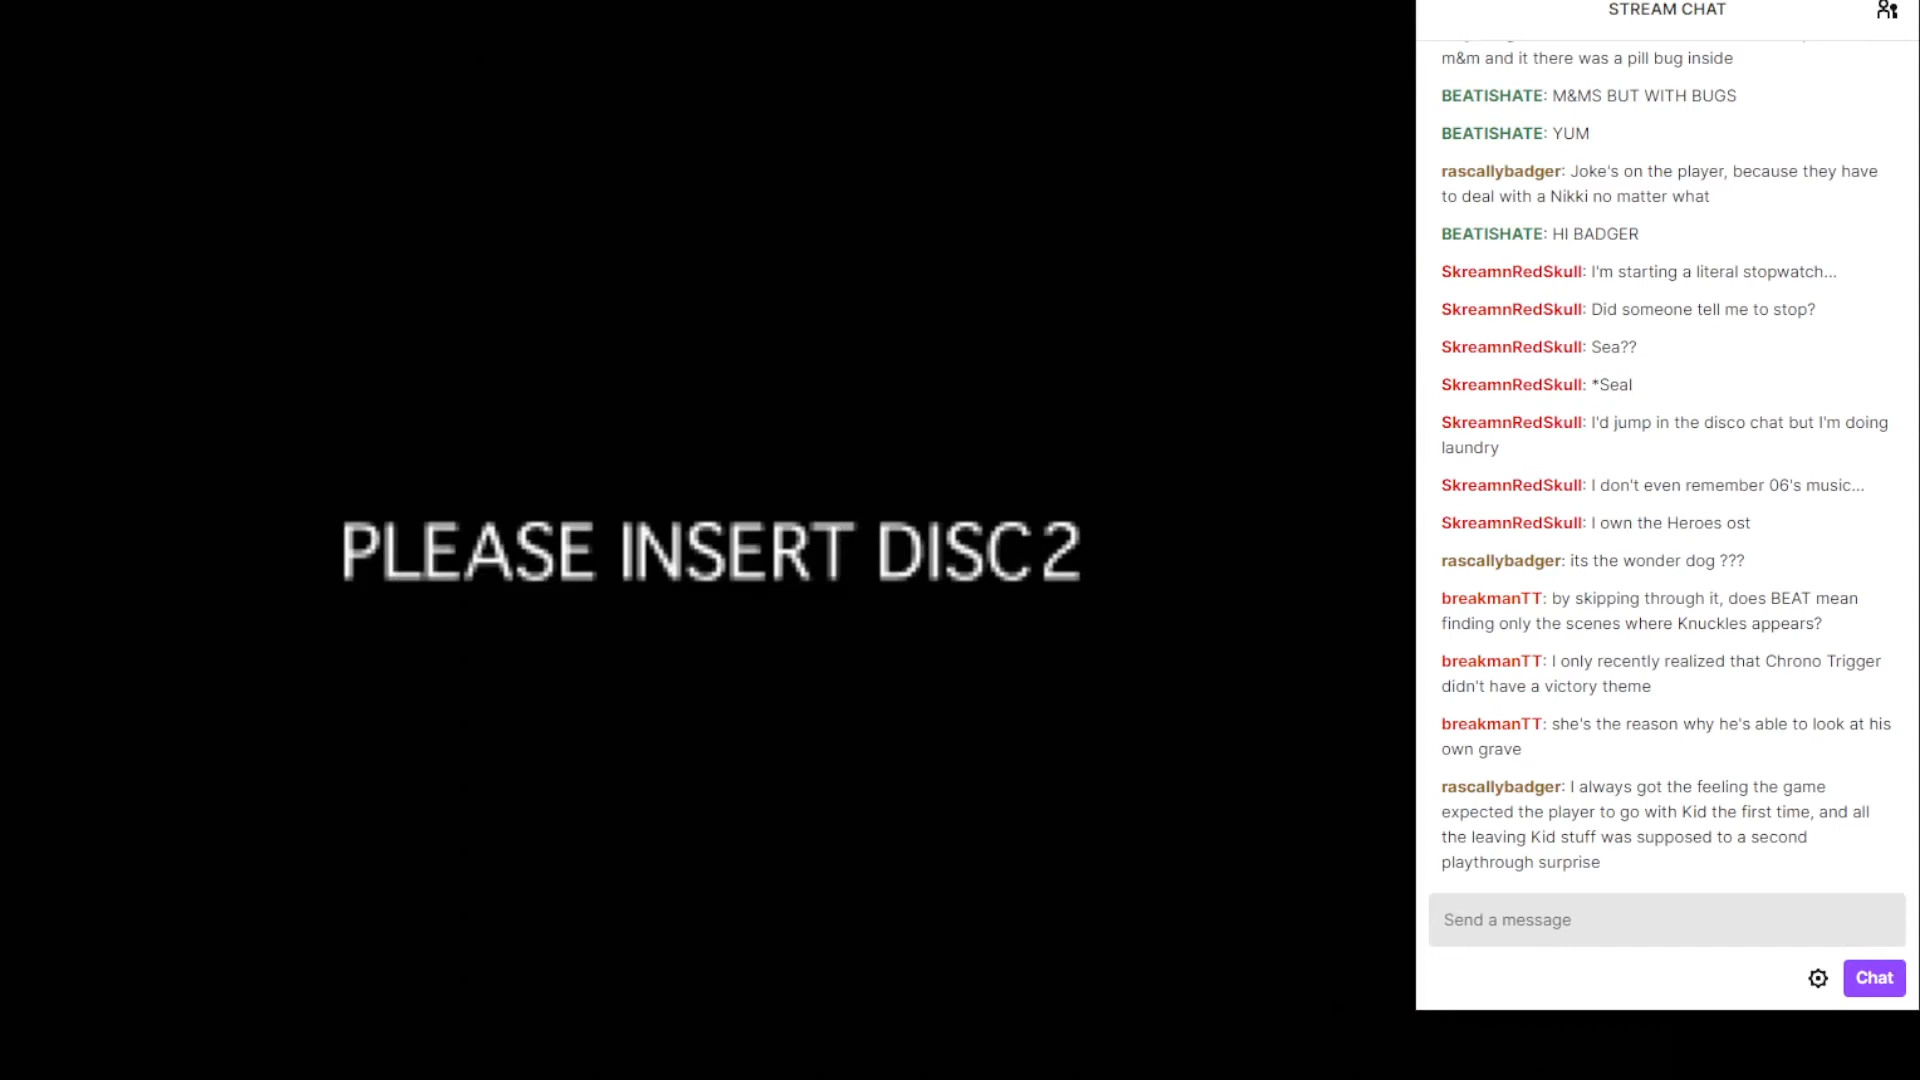 PLEASE INSERT DISC 2
STREAM CHAT
m&m and it there was a pill bug inside
BEATISHATE: M&MS BUT WITH BUGS
BEATISHATE: YUM
rascallybadger: Joke's on the player, because they have
to deal with a Nikki no matter what
BEATISHATE: HI BADGER
SkreamnRedSkull: I'm starting a literal stopwatch...
SkreamnRedSkull: Did someone tell me to stop?
SkreamnRedSkull: Sea??
SkreamnRedSkull: *Seal
SkreamnRedSkull: I'd jump in the disco chat but I'm doing
laundry
SkreamnRedSkull: I don't even remember 06's music...
SkreamnRedSkull: I own the Heroes ost
rascallybadger: its the wonder dog ???
breakmanTT: by skipping through it, does BEAT mean
finding only the scenes where Knuckles appears?
breakmanTT: I only recently realized that Chrono Trigger
didn't have a victory theme
breakmanTT: she's the reason why he's able to look at his
own grave
rascallybadger: I always got the feeling the game
expected the player to go with Kid the first time, and all
the leaving Kid stuff was supposed to a second
playthrough surprise
Send a message
Chat